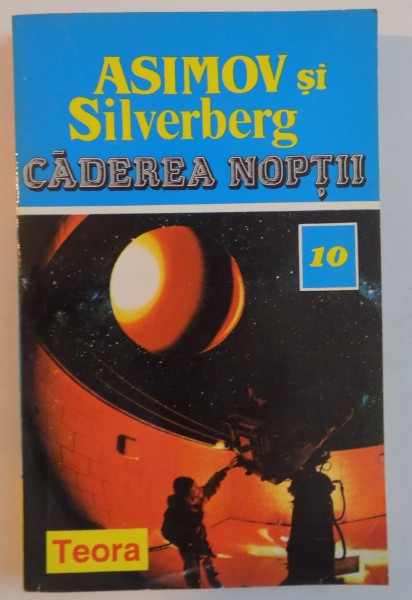 ASIMOV și
Silverberg
CĂDEREA NOPȚII
10
Teora